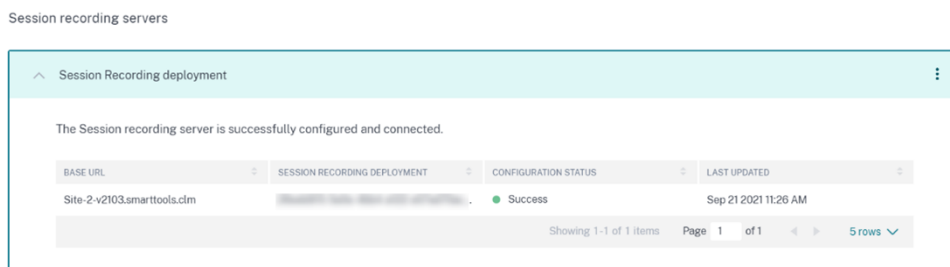 Session recording servers
Session Recording deployment
The Session recording server is successfully configured and connected.
BASE URL SESSION RECORDING DEPLOYMENT CONFIGURATION STATUS LAST UPDATED
Site-2-v2103.smarttools.clm Success Sep 21 2021 11:26 AM
Showing 1-1 of 1 items Page 1 of 1 5 rows